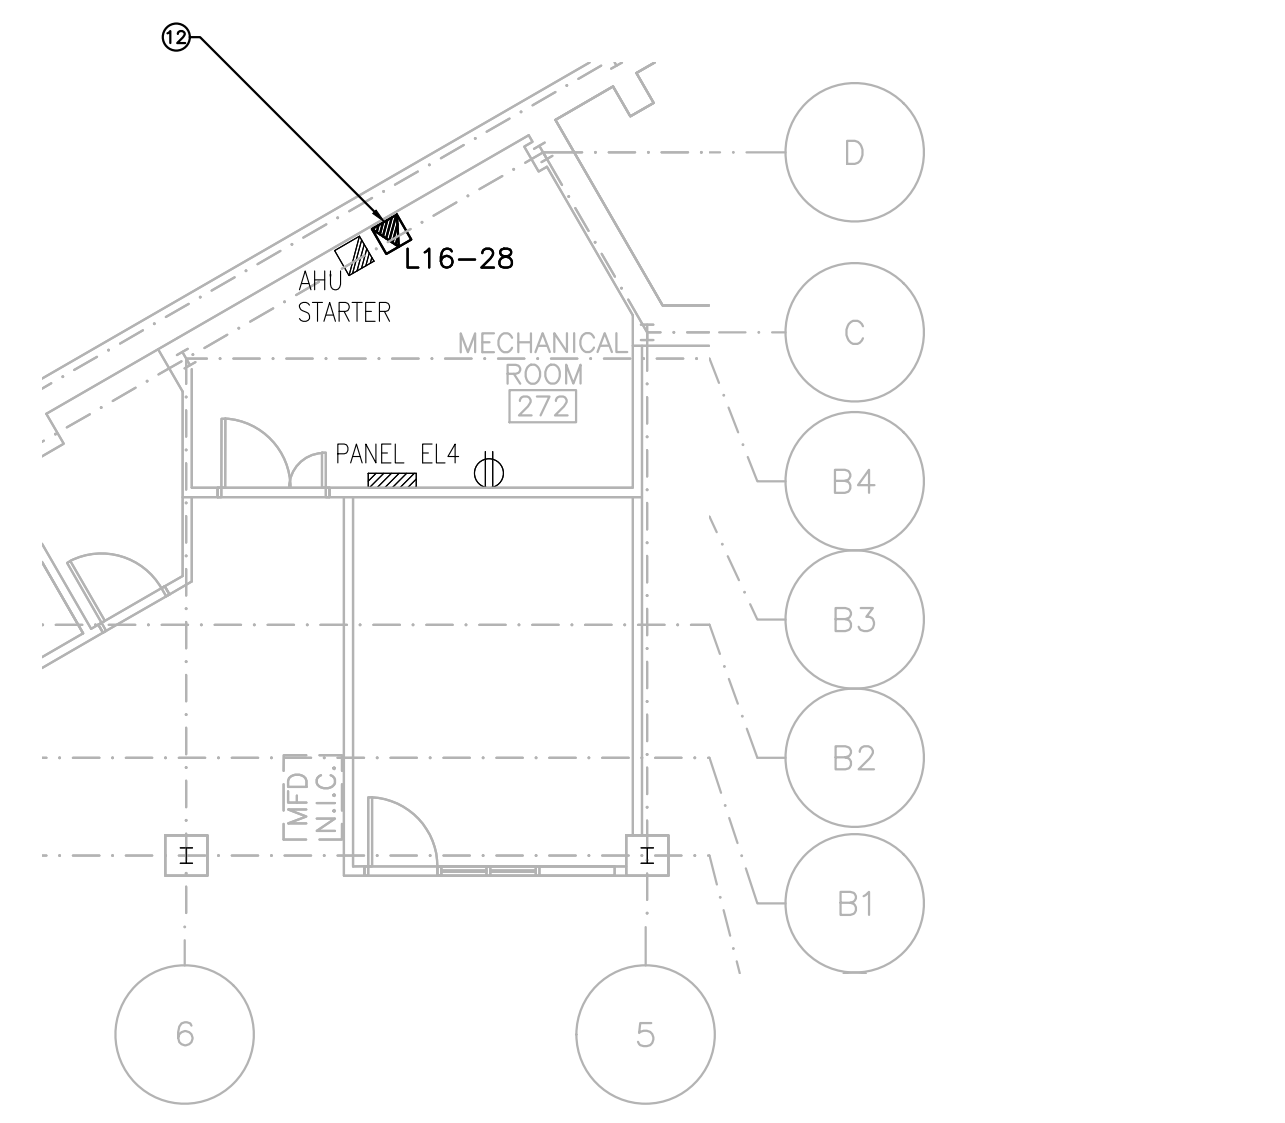 12
D
L16-28
AHU
STARTER
C
MECHANICAL
ROOM
272
PANEL EL4
B4
B3
B2
MFD
N.I.C.
B1
6
5